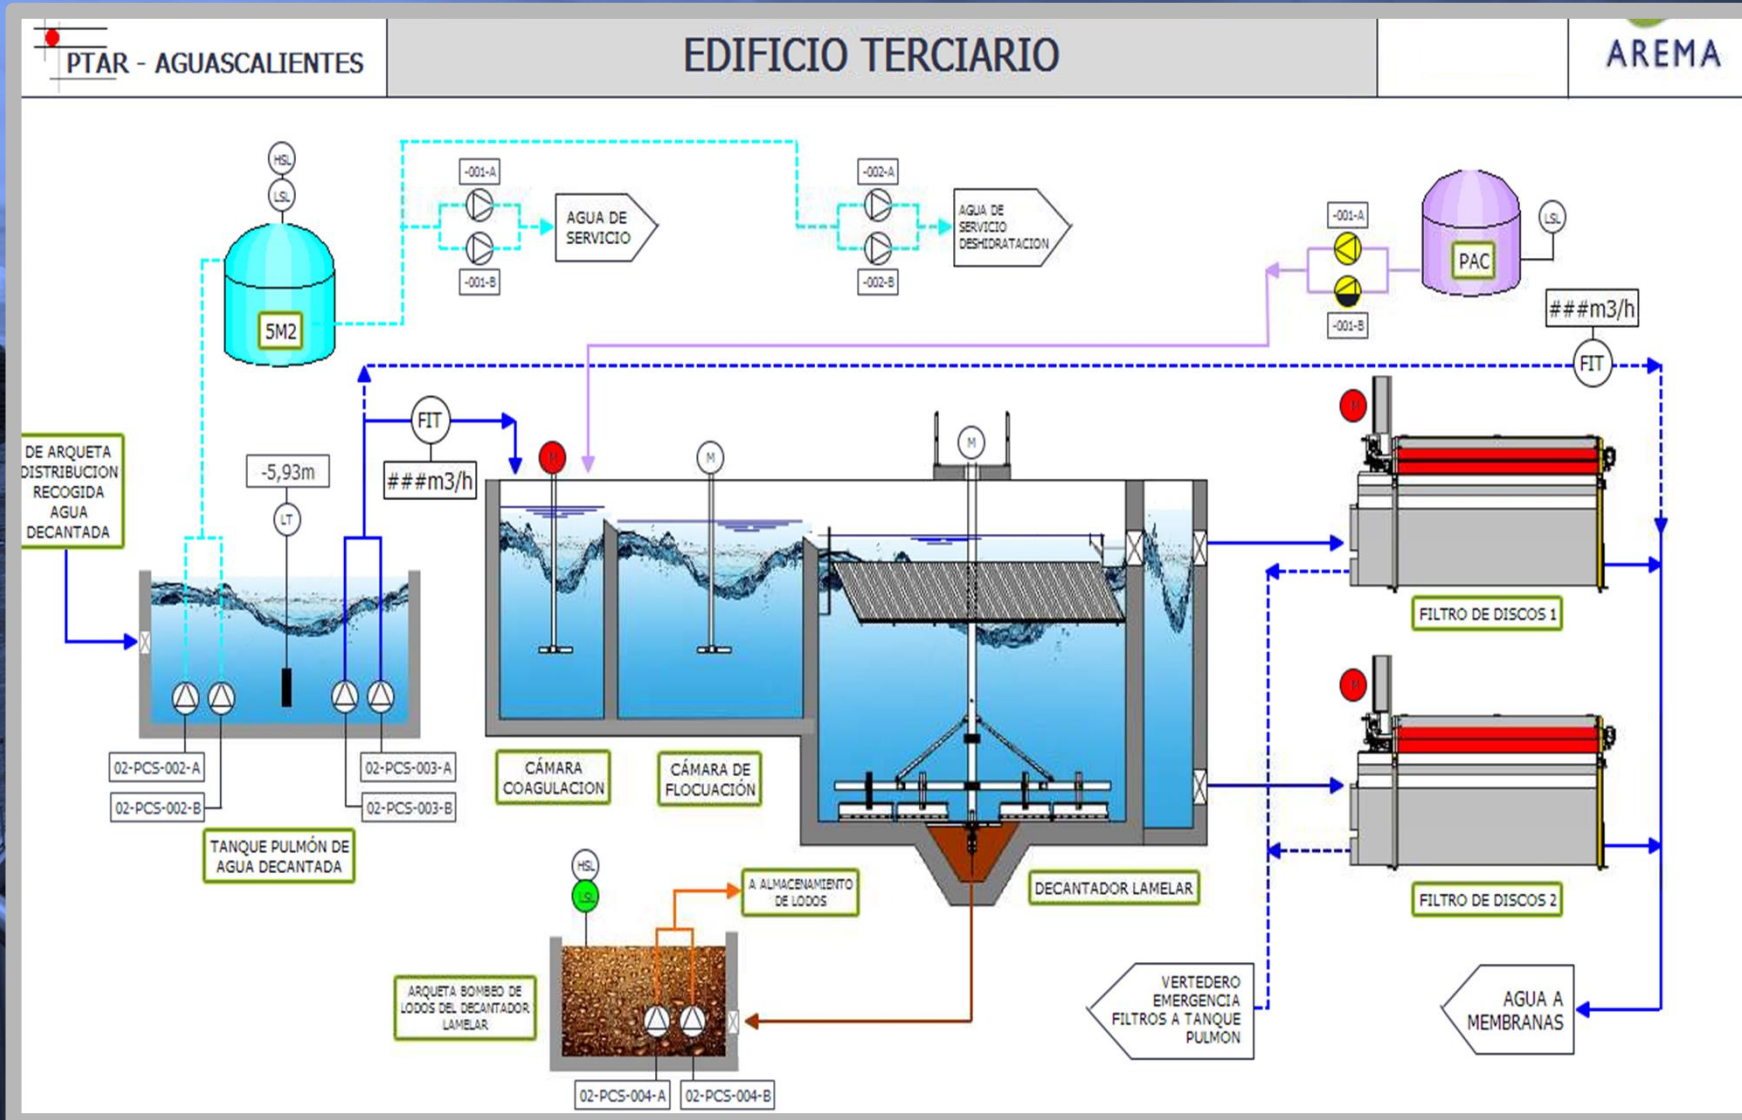 PTAR - AGUASCALIENTES
EDIFICIO TERCIARIO
AREMA
HSL
LSL
5M2
-001-A
-001-B
AGUA DE
SERVICIO
-002-A
-002-B
AGUA DE
SERVICIO
DESHIDRATACION
-001-A
-001-B
PAC
LSL
###m3/h
FIT
DE ARQUETA
DISTRIBUCION
RECOGIDA
AGUA
DECANTADA
-5,93m
LT
FIT
###m3/h
M
M
M
M
M
02-PCS-002-A
02-PCS-002-B
02-PCS-003-A
02-PCS-003-B
TANQUE PULMÓN DE
AGUA DECANTADA
CÁMARA
COAGULACION
CÁMARA DE
FLOCUACIÓN
DECANTADOR LAMELAR
FILTRO DE DISCOS 1
FILTRO DE DISCOS 2
HSL
LSL
A ALMACENAMIENTO
DE LODOS
ARQUETA BOMBEO DE
LODOS DEL DECANTADOR
LAMELAR
02-PCS-004-A
02-PCS-004-B
VERTEDERO
EMERGENCIA
FILTROS A TANQUE
PULMON
AGUA A
MEMBRANAS